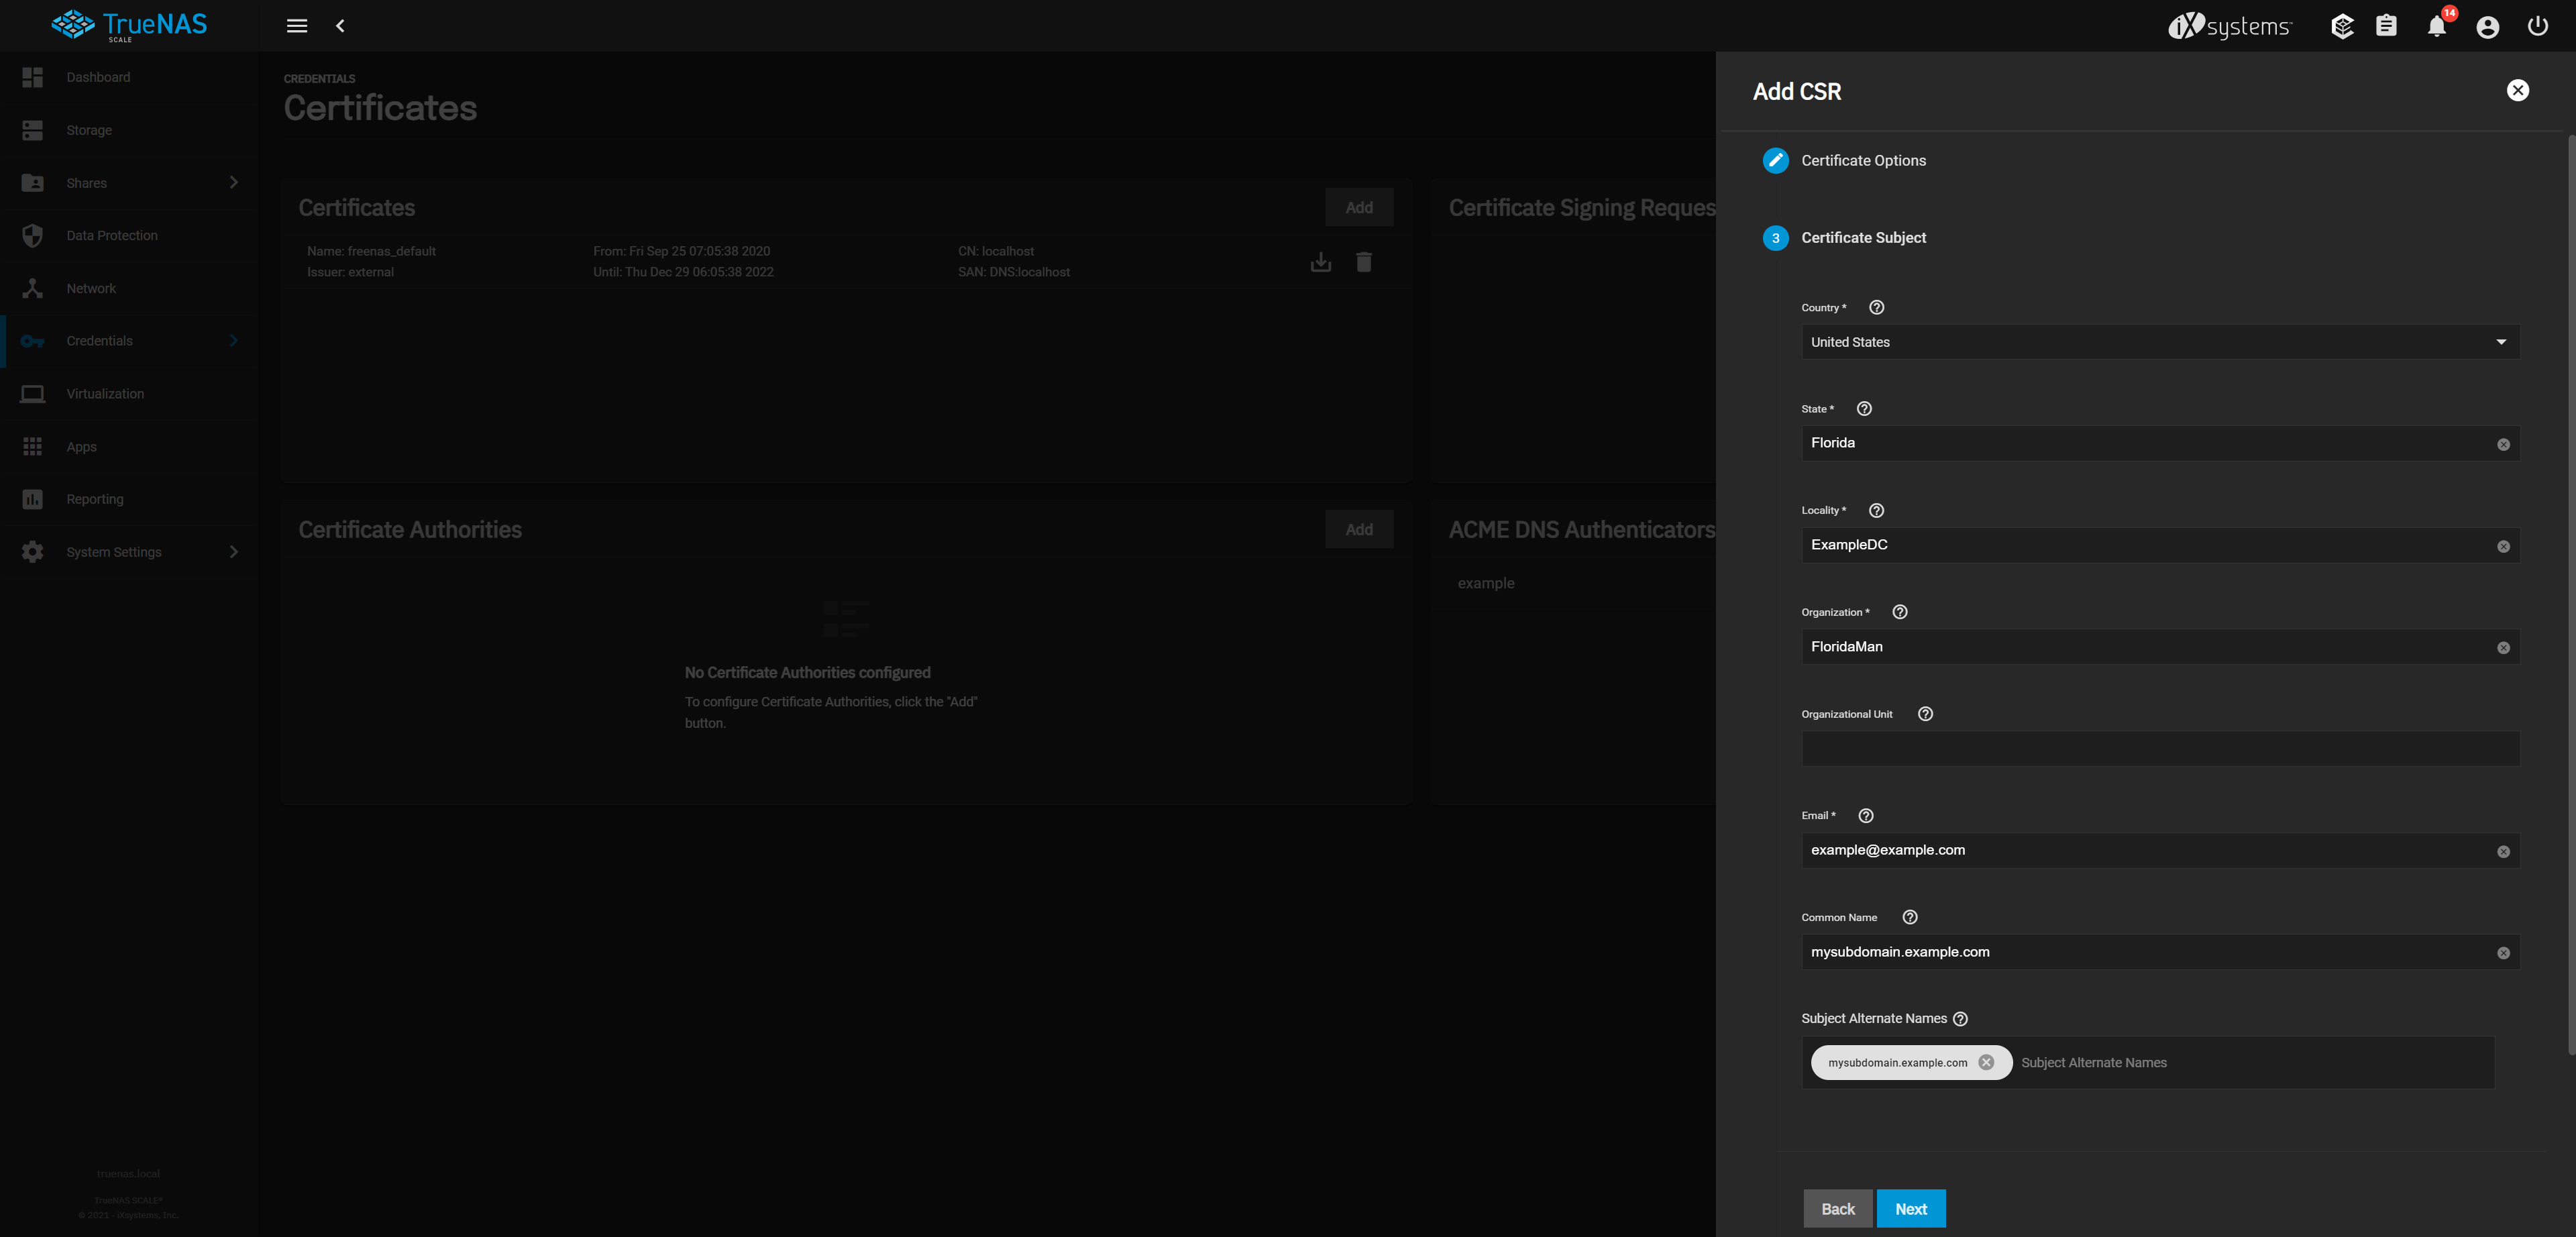 TrueNAS
SCALE
iXsystems
14
Dashboard
Storage
Shares
Data Protection
Network
Credentials
Virtualization
Apps
Reporting
System Settings
truenas.local
TrueNAS SCALE®
© 2021 - iXsystems, Inc.
CREDENTIALS
Certificates
Certificates
Add
Name: freenas_default
Issuer: external
From: Fri Sep 25 07:05:38 2020
Until: Thu Dec 29 06:05:38 2022
CN: localhost
SAN: DNS:localhost
Certificate Signing Reques
Certificate Authorities
Add
No Certificate Authorities configured
To configure Certificate Authorities, click the "Add"
button.
ACME DNS Authenticators
example
Add CSR
Certificate Options
3
Certificate Subject
Country *
United States
State *
Florida
Locality *
ExampleDC
Organization *
FloridaMan
Organizational Unit
Email *
example@example.com
Common Name
mysubdomain.example.com
Subject Alternate Names
mysubdomain.example.com
Subject Alternate Names
Back
Next